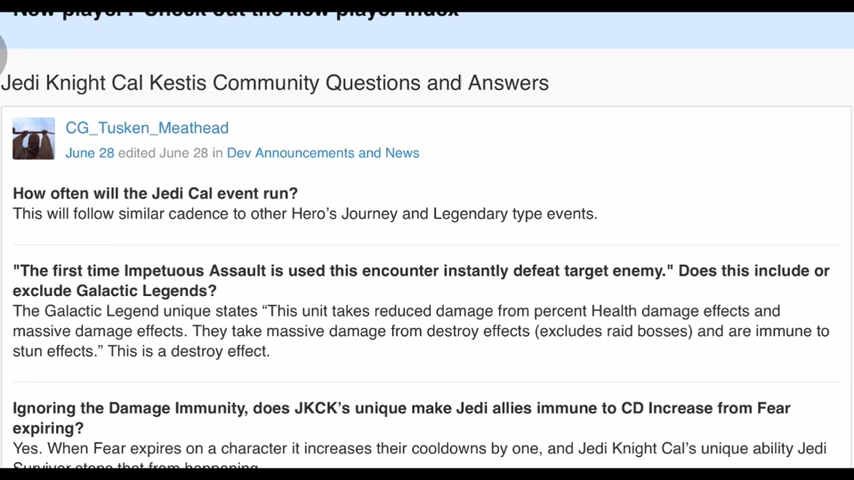 New player? Check out the new player index
Jedi Knight Cal Kestis Community Questions and Answers
CG_Tusken_Meathead
June 28 edited June 28 in Dev Announcements and News
How often will the Jedi Cal event run?
This will follow similar cadence to other Hero's Journey and Legendary type events.
"The first time Impetuous Assault is used this encounter instantly defeat target enemy." Does this include or
exclude Galactic Legends?
The Galactic Legend unique states “This unit takes reduced damage from percent Health damage effects and
massive damage effects. They take massive damage from destroy effects (excludes raid bosses) and are immune to
stun effects.” This is a destroy effect.
Ignoring the Damage Immunity, does JKCK’s unique make Jedi allies immune to CD Increase from Fear
expiring?
Yes. When Fear expires on a character it increases their cooldowns by one, and Jedi Knight Cal’s unique ability Jedi
Survivor stops that from happening.